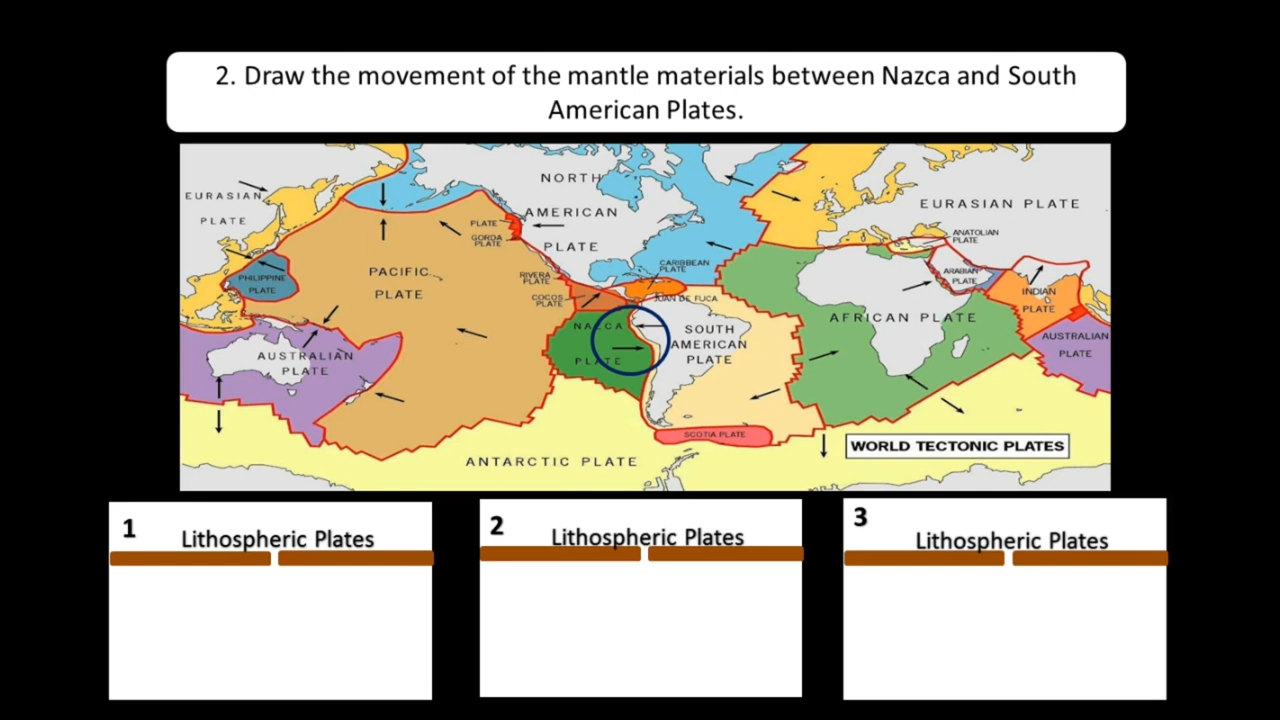 2. Draw the movement of the mantle materials between Nazca and South
American Plates.
NORTH
AMERICAN
PLATE
EURASIAN
PLATE
EURASIAN PLATE
PLATE
GORDA
PLATE
ANATOLIAN
PLATE
CARIBBEAN
PLATE
PHILIPPINE
PLATE
PACIFIC
PLATE
RIVERA
PLATE
COCOS
PLATE
JUAN DE FUCA
ARABIAN
PLATE
INDIAN
PLATE
NAZCA
PLATE
SOUTH
AMERICAN
PLATE
AFRICAN PLATE
AUSTRALIAN
PLATE
AUSTRALIAN
PLATE
SCOTIA PLATE
WORLD TECTONIC PLATES
ANTARCTIC PLATE
1
Lithospheric Plates
2
Lithospheric Plates
3
Lithospheric Plates